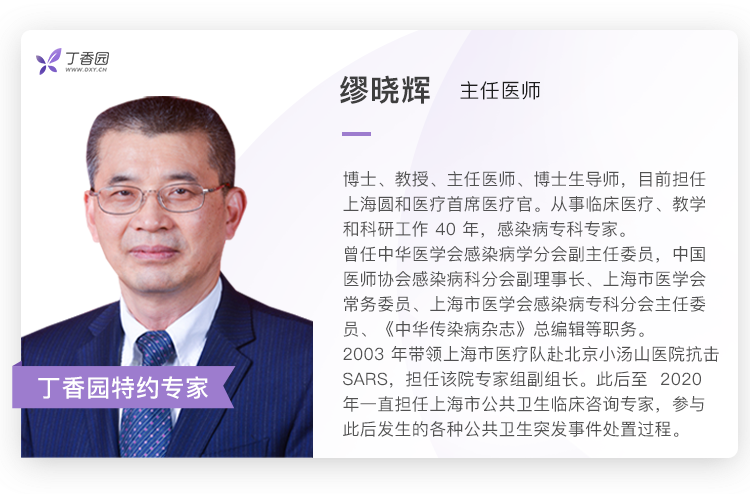 丁香园
WWW.DXY.CN
缪晓辉 主任医师
博士、教授、主任医师、博士生导师，目前担任
上海圆和医疗首席医疗官。从事临床医疗、教学
和科研工作 40 年，感染病专科专家。
曾任中华医学会感染病学分会副主任委员，中国
医师协会感染病科分会副理事长、上海市医学会
常务委员、上海市医学会感染病专科分会主任委
员、《中华传染病杂志》总编辑等职务。
2003 年带领上海市医疗队赴北京小汤山医院抗击
SARS，担任该院专家组副组长。此后至 2020
年一直担任上海市公共卫生临床咨询专家，参与
此后发生的各种公共卫生突发事件处置过程。
丁香园特约专家